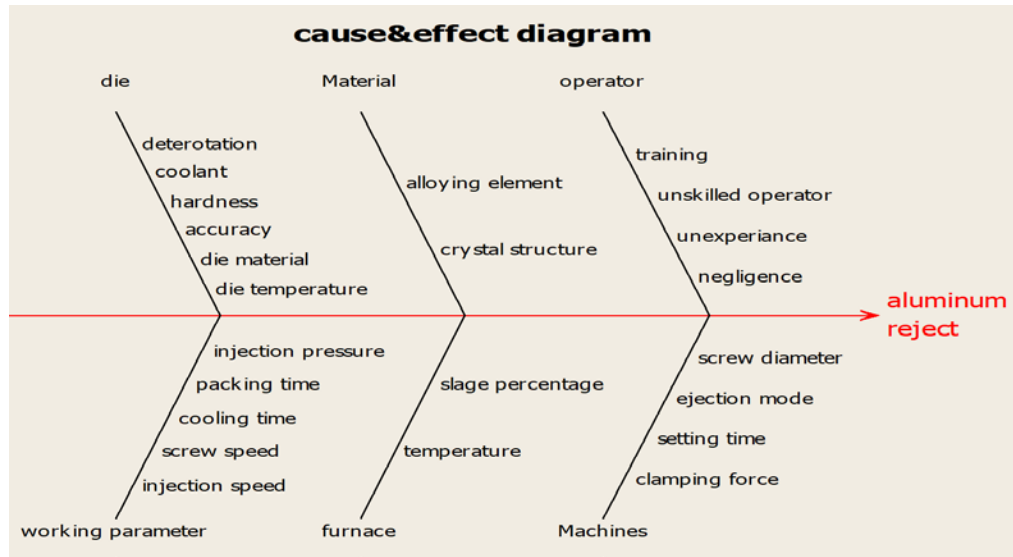 cause&effect diagram
die
Material
operator
deterotation
coolant
hardness
accuracy
die material
die temperature
alloying element
crystal structure
training
unskilled operator
unexperiance
negligence
aluminum
reject
injection pressure
packing time
cooling time
screw speed
injection speed
slage percentage
temperature
screw diameter
ejection mode
setting time
clamping force
working parameter
furnace
Machines